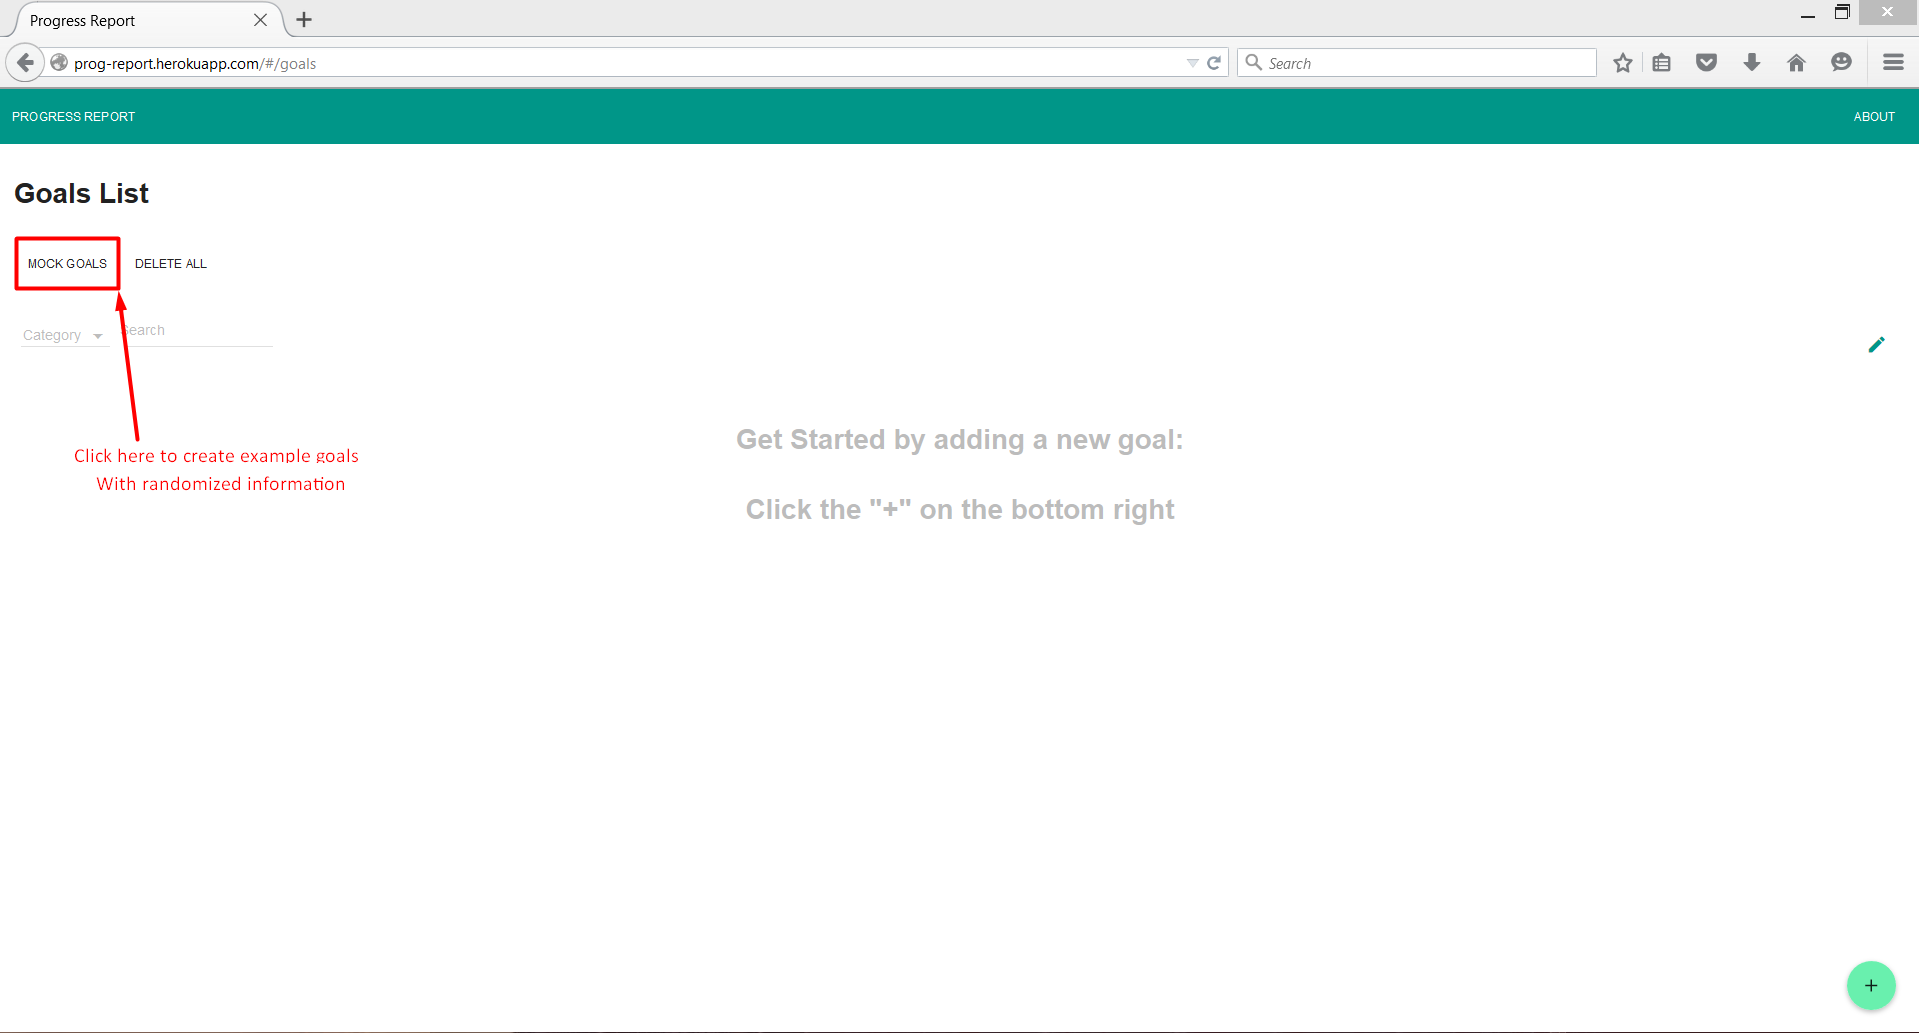 Progress Report
prog-report.herokuapp.com/#/goals
Search
PROGRESS REPORT
ABOUT
Goals List
MOCK GOALS
DELETE ALL
Category
Search
Click here to create example goals
With randomized information
Get Started by adding a new goal:
Click the "+" on the bottom right
+